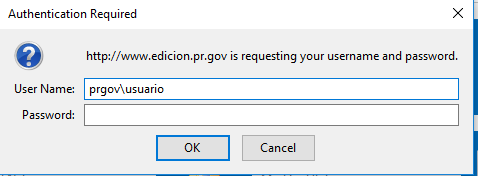 Authentication Required
http://www.edicion.pr.gov is requesting your username and password.
User Name: prgov\usuario
Password:
OK Cancel